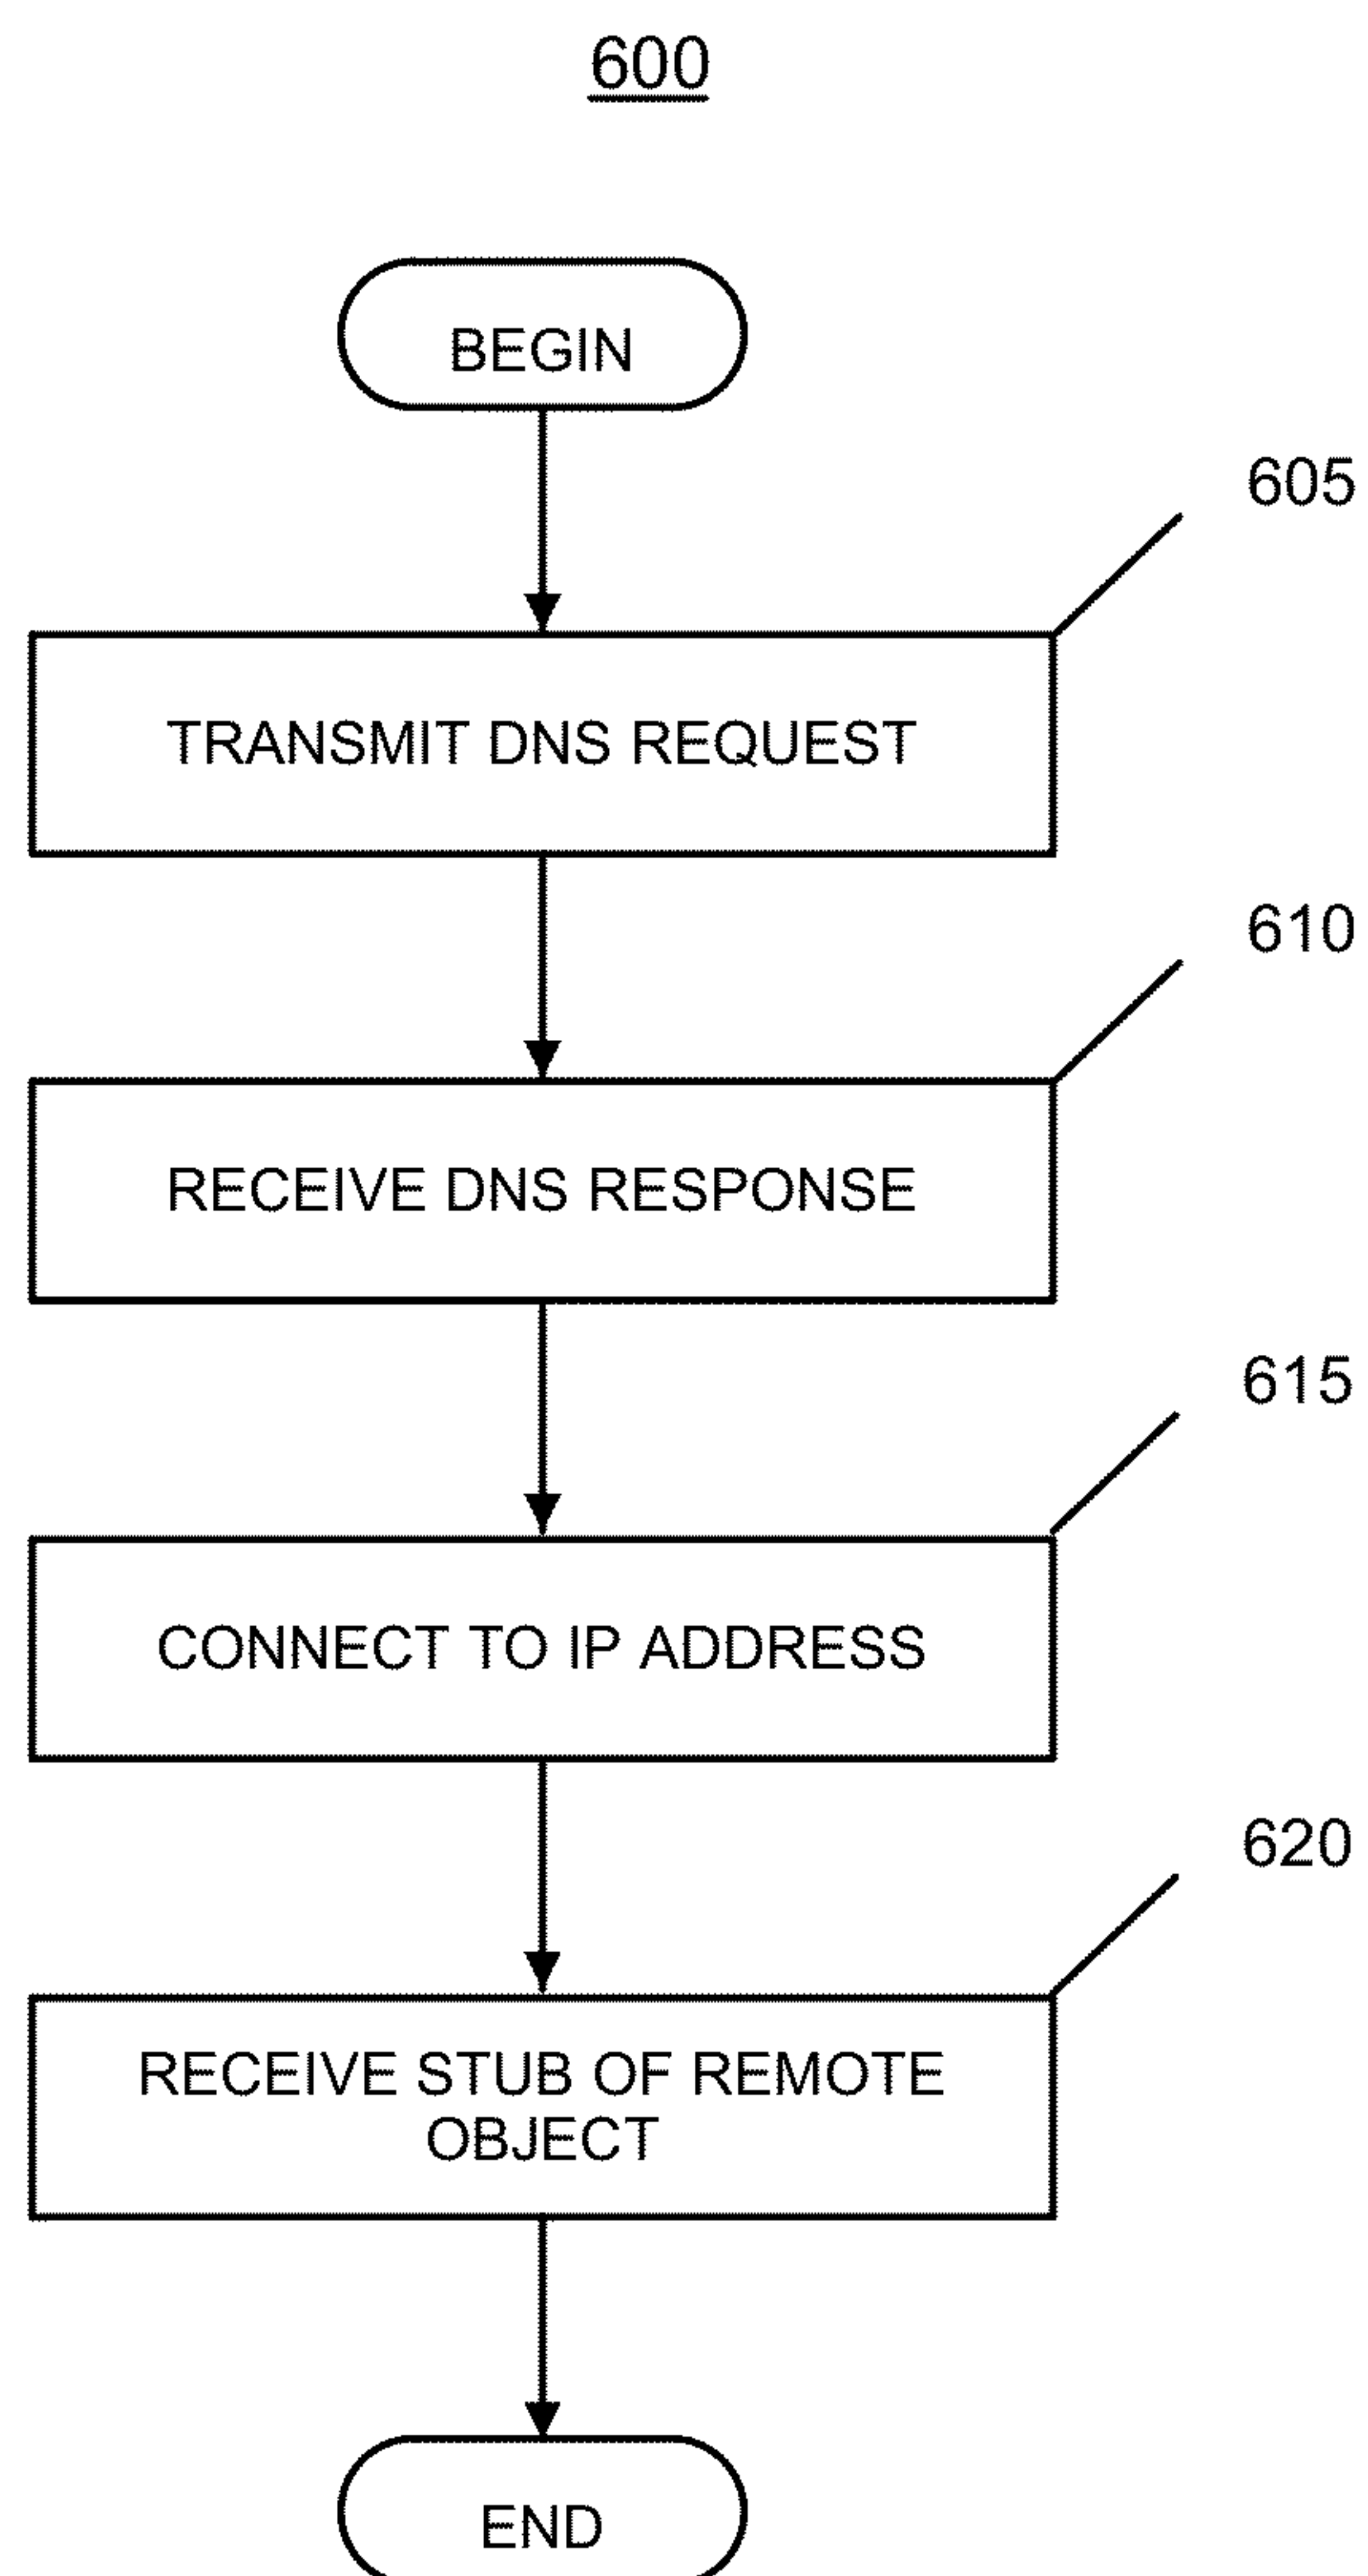 600
BEGIN
605
TRANSMIT DNS REQUEST
610
RECEIVE DNS RESPONSE
615
CONNECT TO IP ADDRESS
620
RECEIVE STUB OF REMOTE
OBJECT
END